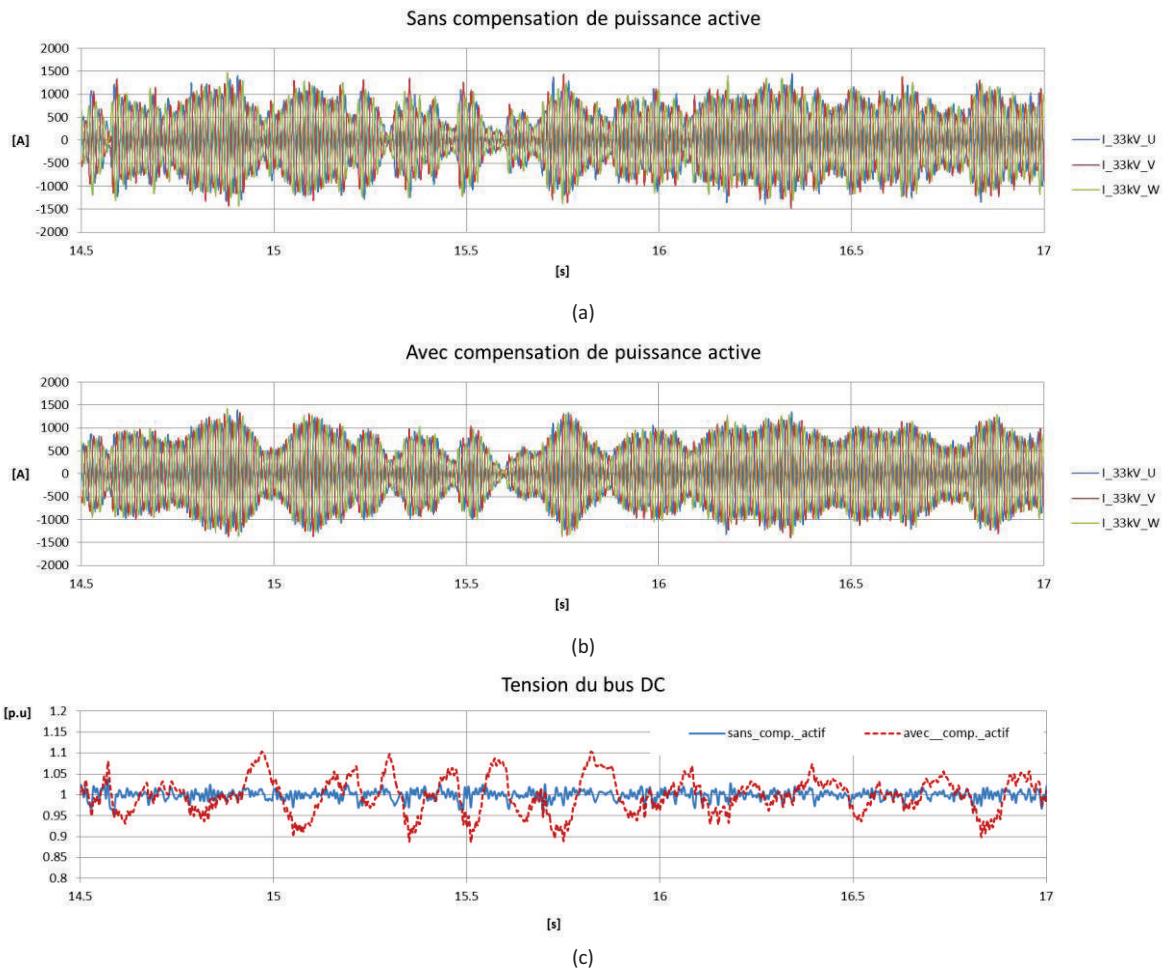 Sans compensation de puissance active
2000
1500
1000
500
[A]
0
-500
-1000
-1500
-2000
I_33kV_U
I_33kV_V
I_33kV_W
14.5 15 15.5 16 16.5 17
[s]
(a)
Avec compensation de puissance active
2000
1500
1000
500
[A]
0
-500
-1000
-1500
-2000
I_33kV_U
I_33kV_V
I_33kV_W
14.5 15 15.5 16 16.5 17
[s]
(b)
Tension du bus DC
[p.u]
1.2
1.15
1.1
1.05
1
0.95
0.9
0.85
0.8
sans_comp._actif avec__comp._actif
14.5 15 15.5 16 16.5 17
[s]
(c)